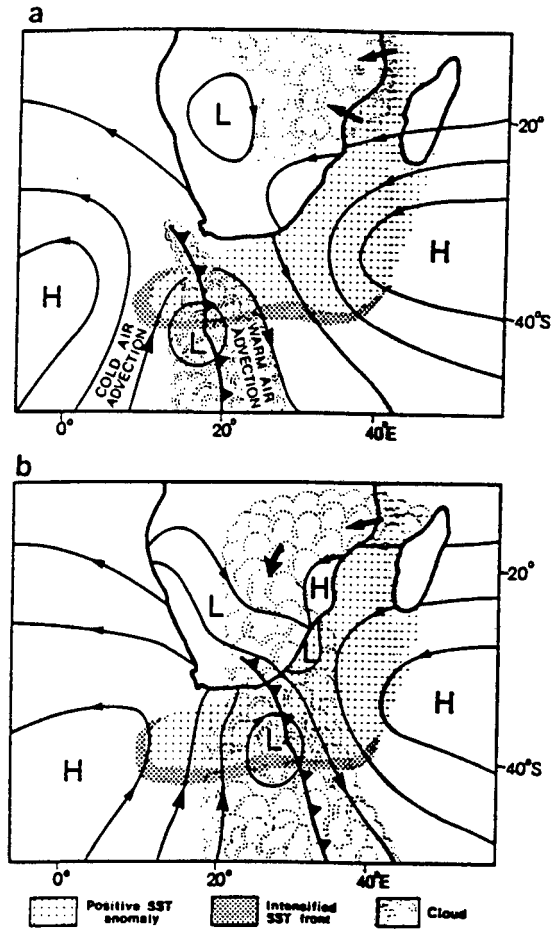 a
L
20°
H
H
L
COLD AIR
ADVECTION
WARM AIR
ADVECTION
40°S
0°
20°
40°E
b
H
20°
L
L
H
H
L
40°S
0°
20°
40°E
Positive SST
anomaly
Intensified
SST front
Cloud